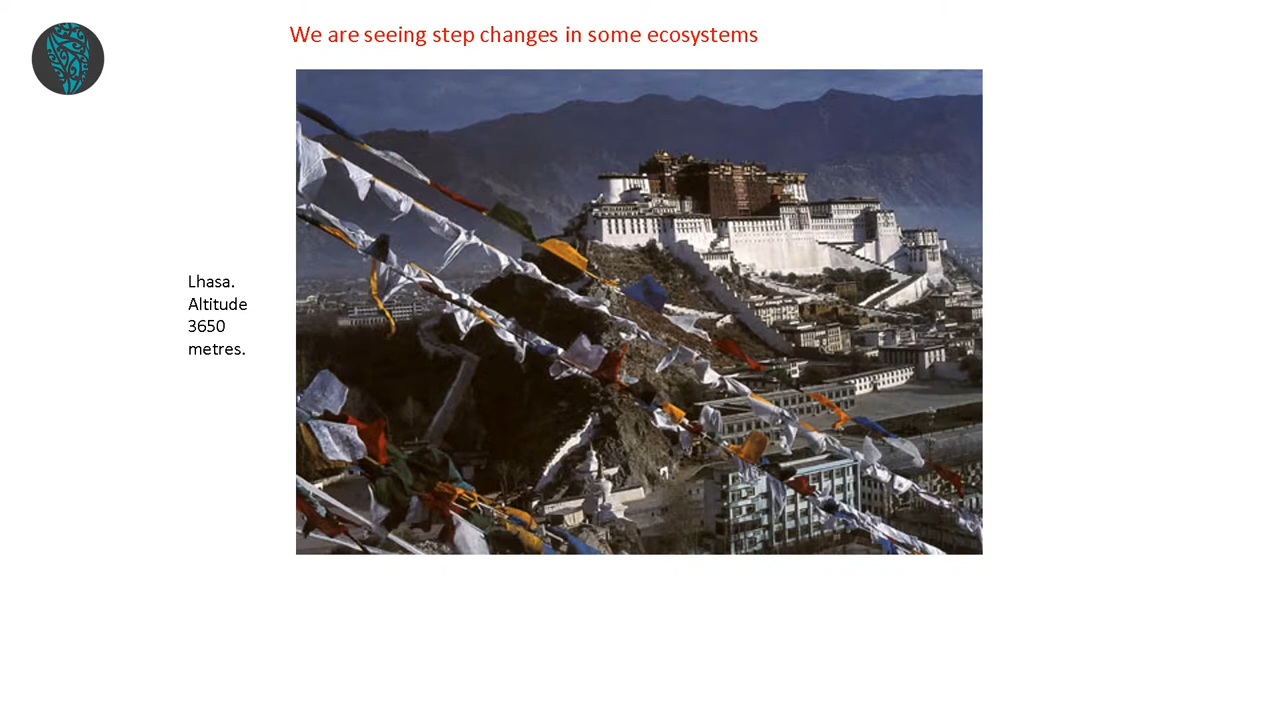 We are seeing step changes in some ecosystems
Lhasa.
Altitude
3650
metres.